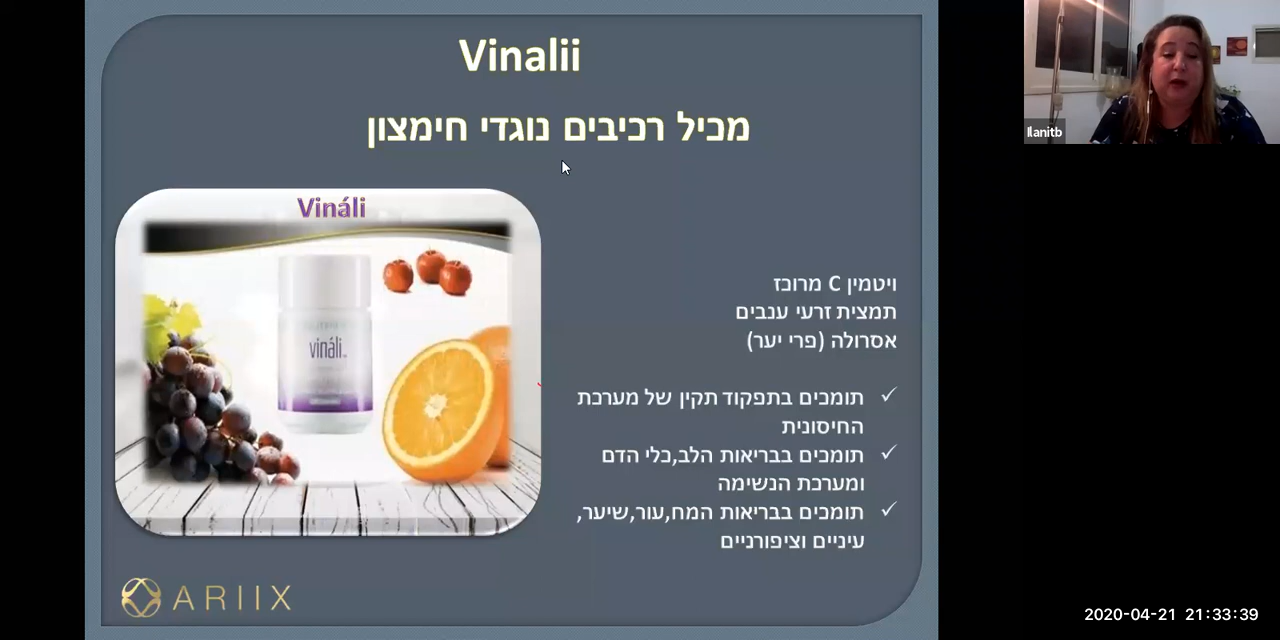 Vinalii
מכיל רכיבים נוגדי חימצון
Vináli
vináli
ויטמין C מרוכז
תמצית זרעי ענבים
אסרולה (פרי יער)
✓ תומכים בתפקוד תקין של מערכת
החיסונית
✓ תומכים בבריאות הלב,כלי הדם
ומערכת הנשימה
✓ תומכים בבריאות המח,עור,שיער,
עיניים וציפורניים
ARIIX
Ilanitb
2020-04-21 21:33:39